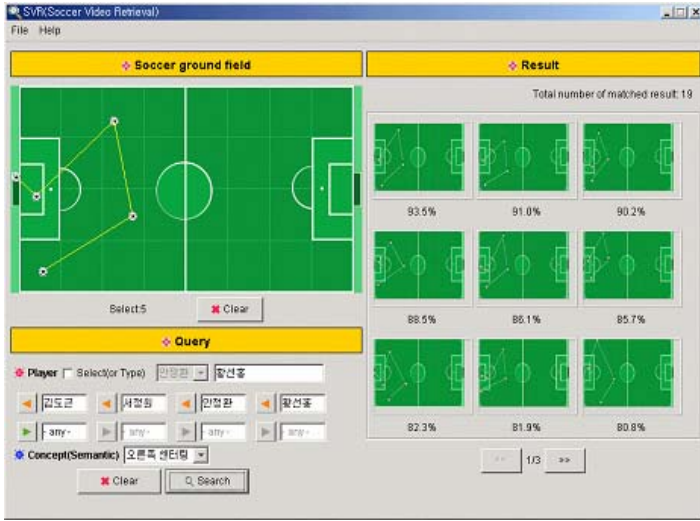 SVR(Soccer Video Retrieval)
File Help
Soccer ground field
Select:5
Clear
Query
Player Select(or Type) 안정환 황선홍
김도근 서정원 안정환 황선홍
- any - - any - - any - - any -
Concept(Semantic) 오른쪽 센터링
Clear Search
Result
Total number of matched result: 19
93.5% 91.0% 90.2%
88.5% 86.1% 85.7%
82.3% 81.9% 80.8%
<< 1/3 >>